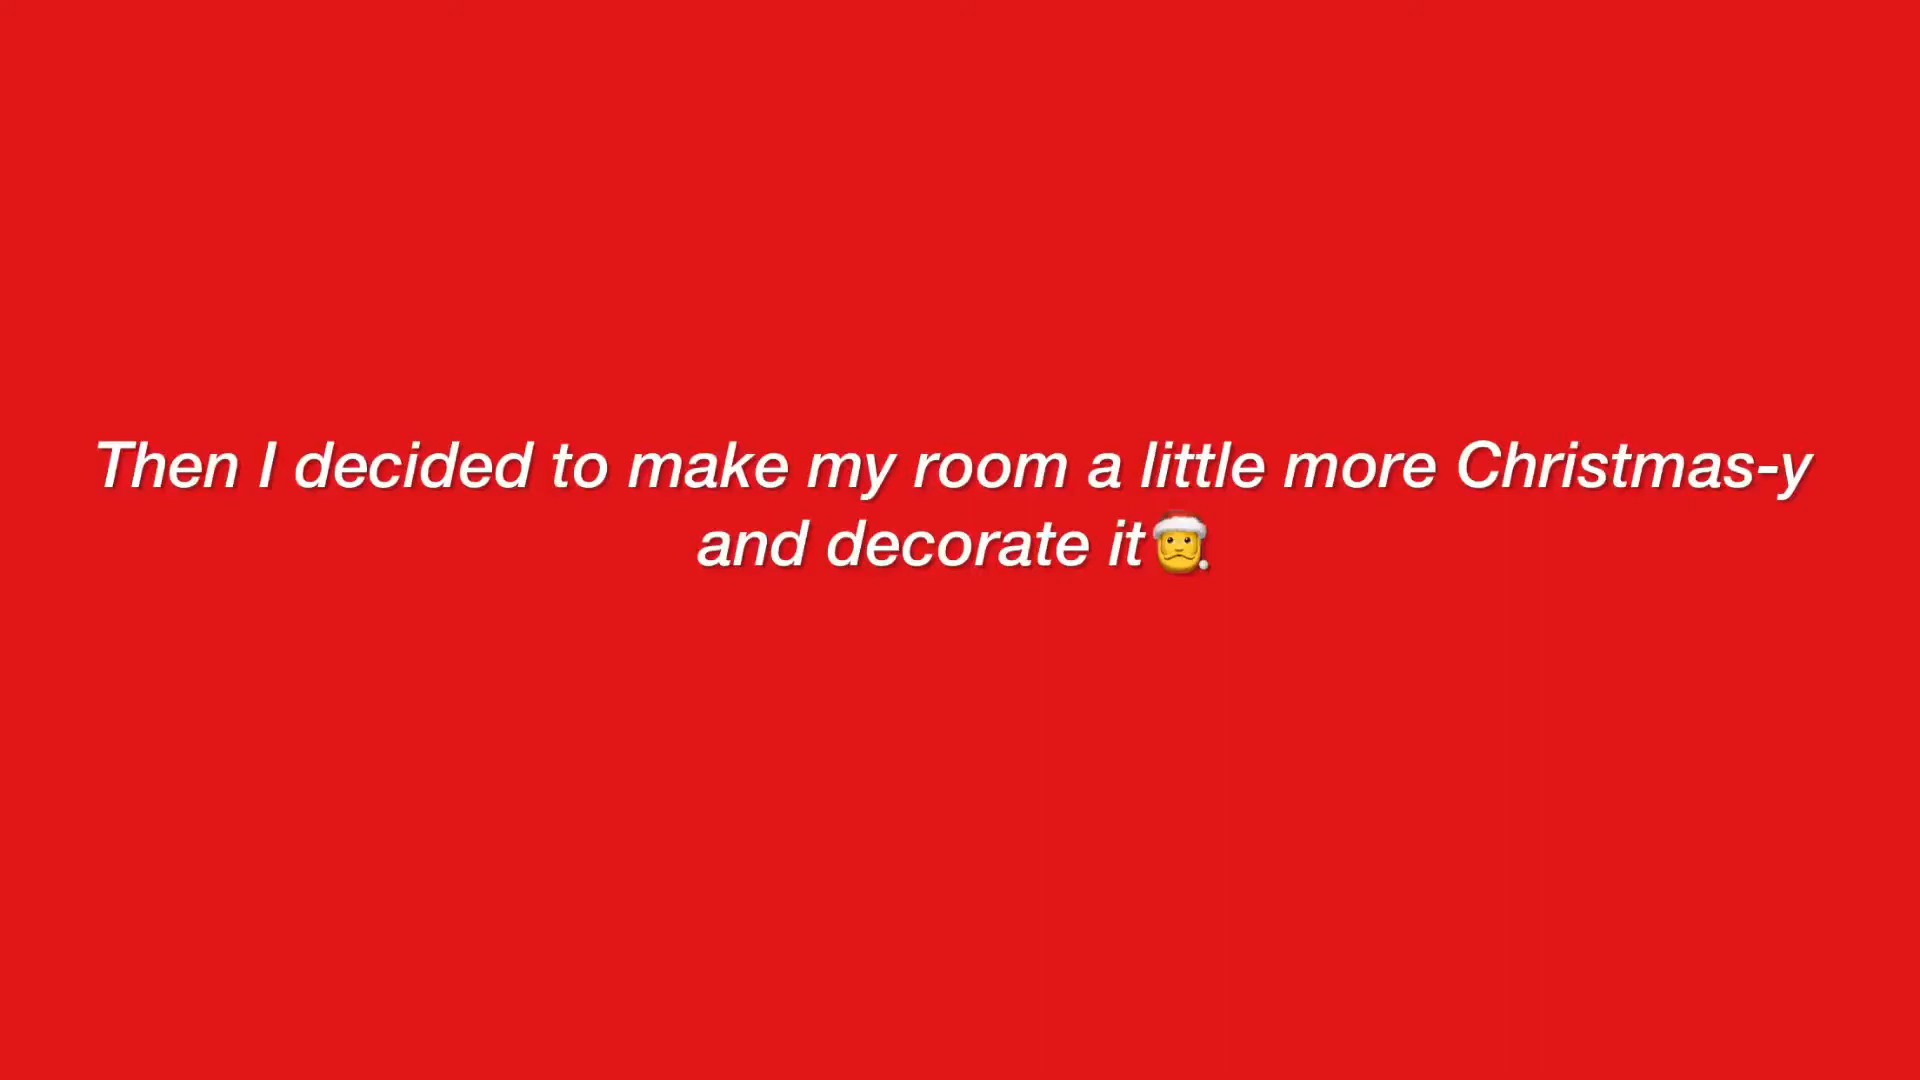 Then I decided to make my room a little more Christmas-y
and decorate it🎅